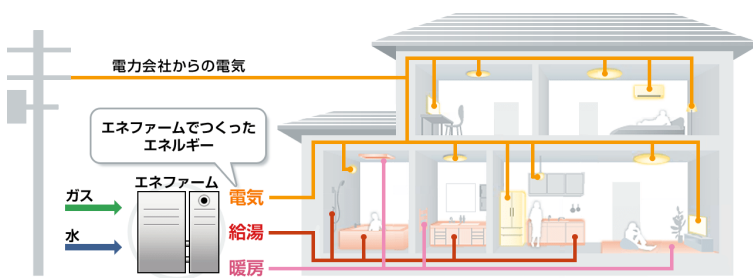 電力会社からの電気
エネファームでつくった
エネルギー
エネファーム
ガス
水
電気
給湯
暖房